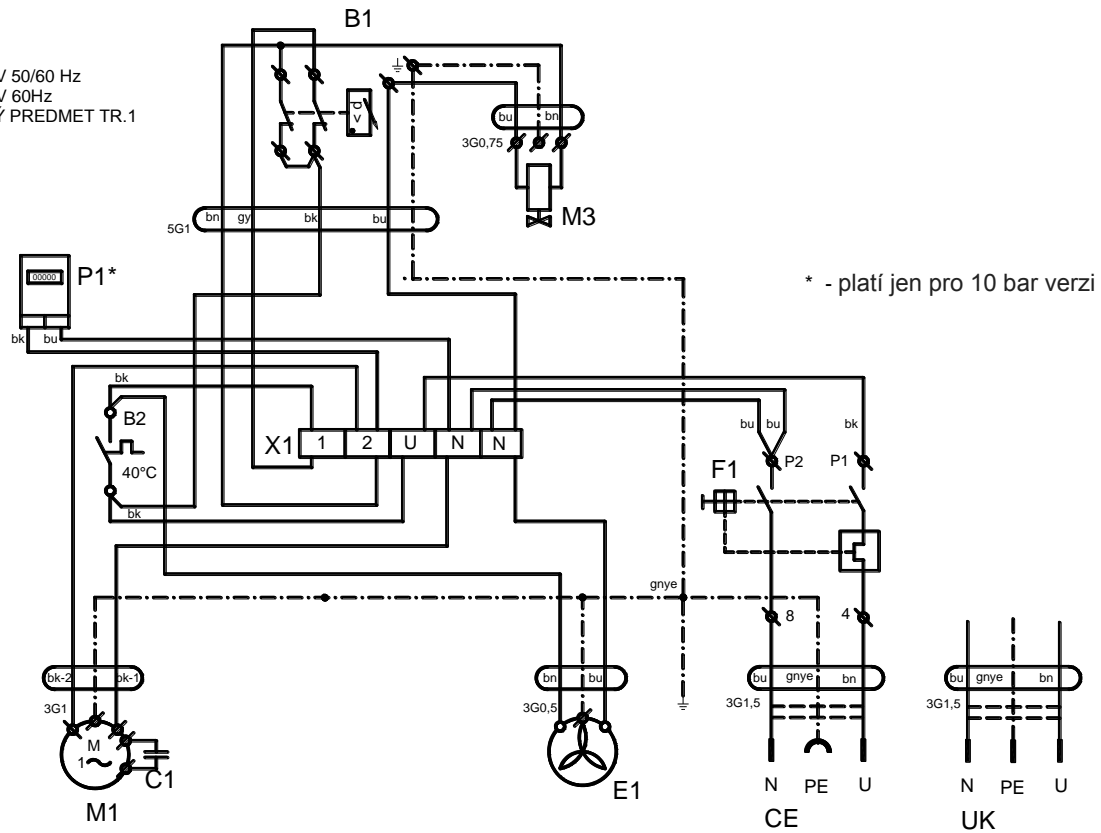 B1
V 50/60 Hz
V 60Hz
Ý PREDMET TR.1
< d
bu bn
3G0,75
M3
bn gy bk bu
5G1
P1*
00000
* - platí jen pro 10 bar verzi
bk bu
bk
B2
40°C
bk
X1 1 2 U N N
bu bu bk
P2 P1
F1
gnye
8 4
bk-2 bk-1
3G1
M
1
C1
M1
bn bu
3G0,5
E1
bu gnye bn
3G1,5
N PE U
CE
bu gnye bn
3G1,5
N PE U
UK